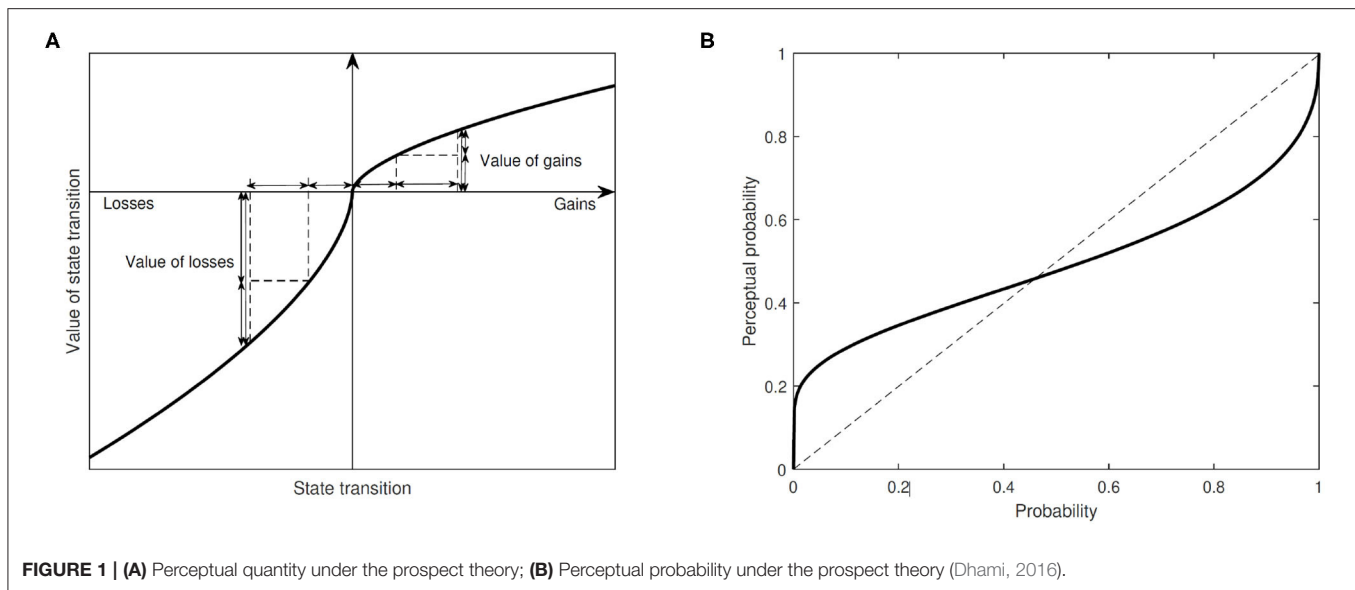 A
Value of state transition
Losses
Gains
Value of gains
Value of losses
State transition
B
1
0.8
0.6
0.4
0.2
0
Perceptual probability
0 0.2 0.4 0.6 0.8 1
Probability
FIGURE 1 | (A) Perceptual quantity under the prospect theory; (B) Perceptual probability under the prospect theory (Dhami, 2016).